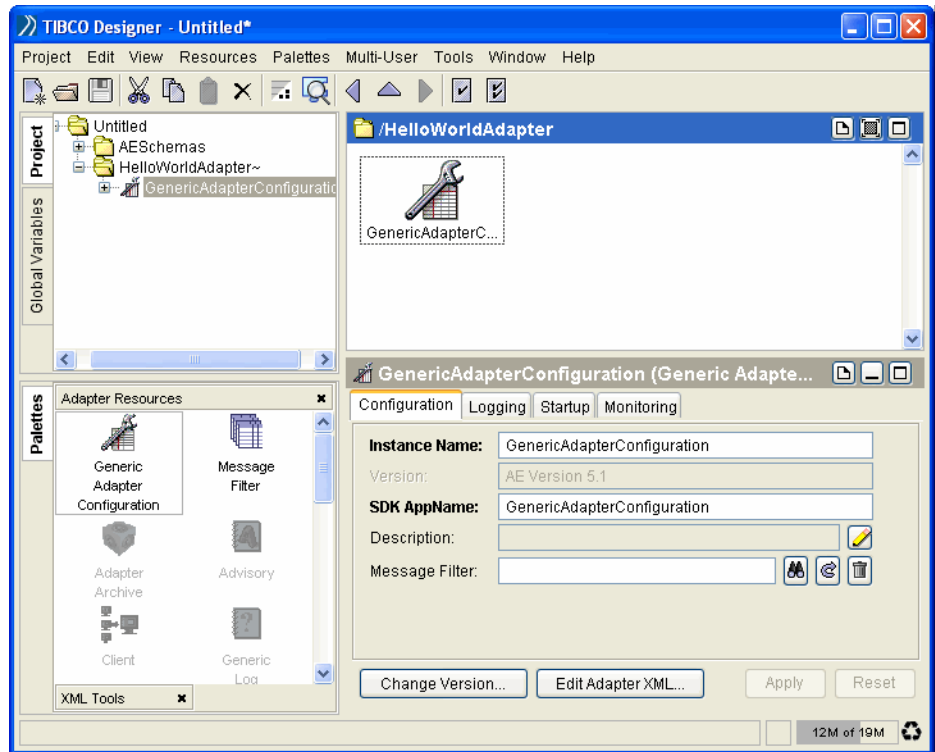 TIBCO Designer - Untitled*
Project Edit View Resources Palettes Multi-User Tools Window Help
Project
Global Variables
Untitled
AESchemas
HelloWorldAdapter~
GenericAdapterConfiguratio
/HelloWorldAdapter
GenericAdapterC...
Palettes
Adapter Resources
Generic
Adapter
Configuration
Message
Filter
Adapter
Archive
Advisory
Client
Generic
Log
XML Tools
GenericAdapterConfiguration (Generic Adapte...
Configuration Logging Startup Monitoring
Instance Name: GenericAdapterConfiguration
Version: AE Version 5.1
SDK AppName: GenericAdapterConfiguration
Description:
Message Filter:
Change Version... Edit Adapter XML... Apply Reset
12M of 19M